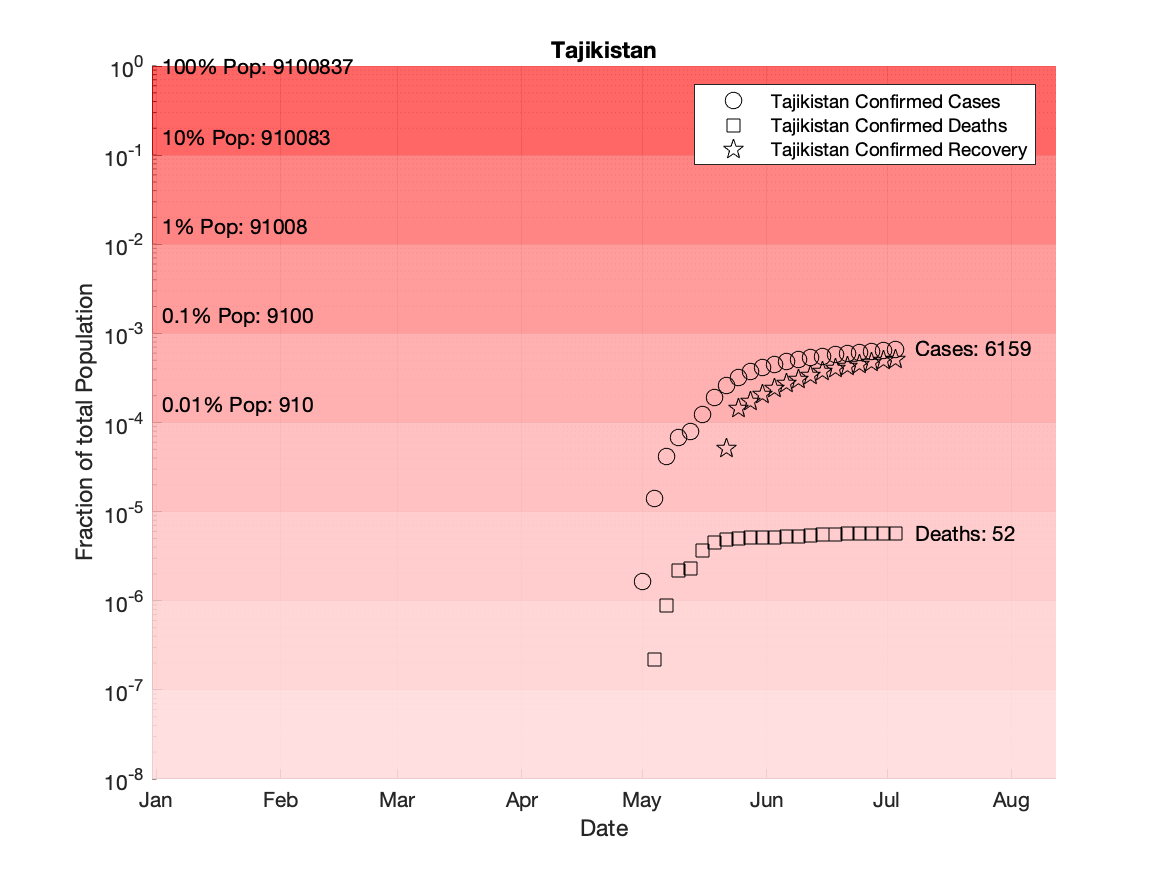 Tajikistan
10^0
10^-1
10^-2
10^-3
10^-4
10^-5
10^-6
10^-7
10^-8
Fraction of total Population
100% Pop: 9100837
10% Pop: 910083
1% Pop: 91008
0.1% Pop: 9100
0.01% Pop: 910
Tajikistan Confirmed Cases
Tajikistan Confirmed Deaths
Tajikistan Confirmed Recovery
Cases: 6159
Deaths: 52
Jan Feb Mar Apr May Jun Jul Aug
Date